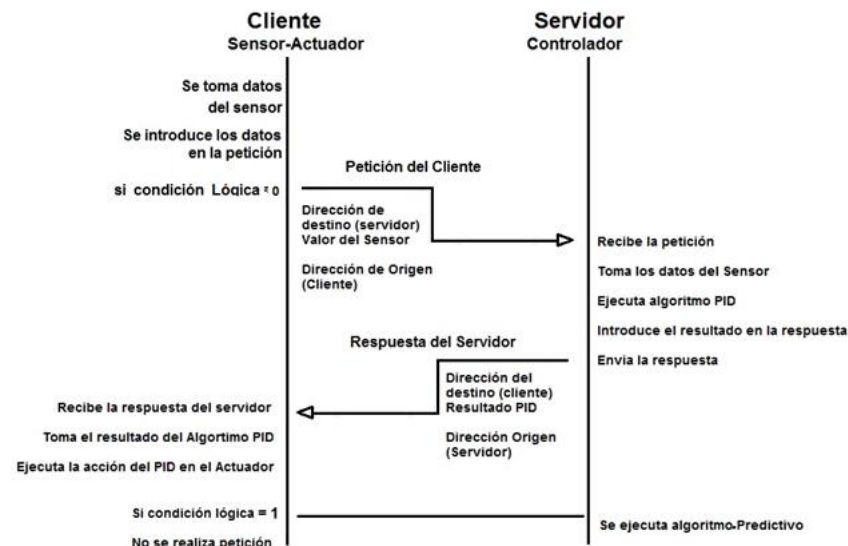 Cliente
Sensor-Actuador
Servidor
Controlador
Se toma datos
del sensor
Se introduce los datos
en la petición
Petición del Cliente
si condición Lógica = 0
Dirección de
destino (servidor)
Valor del Sensor
Dirección de Origen
(Cliente)
Recibe la petición
Toma los datos del Sensor
Ejecuta algoritmo PID
Introduce el resultado en la respuesta
Envia la respuesta
Respuesta del Servidor
Dirección del
destino (cliente)
Resultado PID
Dirección Origen
(Servidor)
Recibe la respuesta del servidor
Toma el resultado del Algortimo PID
Ejecuta la acción del PID en el Actuador
Si condición lógica = 1
No se realiza petición
Se ejecuta algoritmo-Predictivo